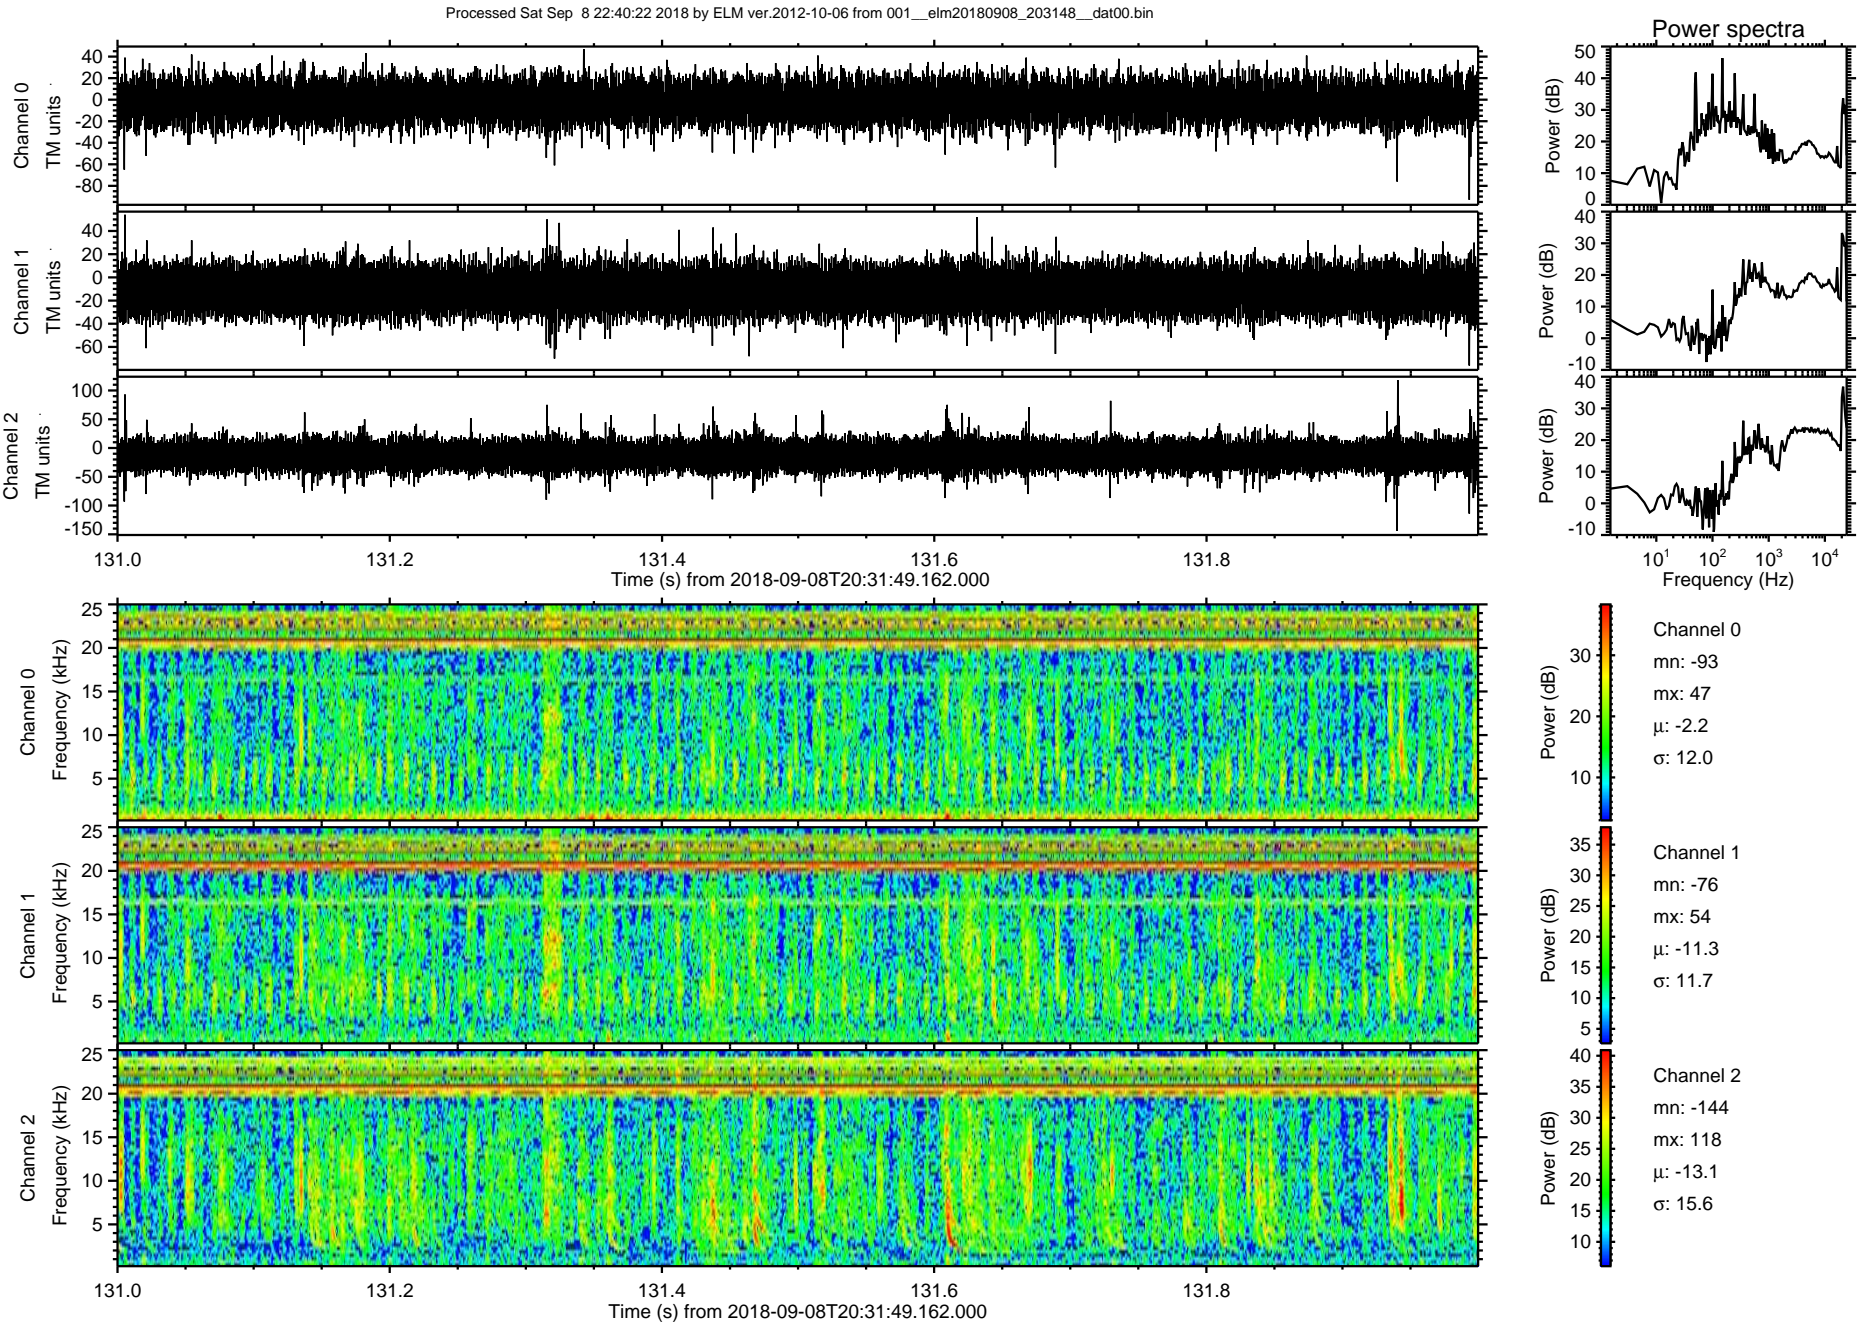 Processed Sat Sep  8 22:40:22 2018 by ELM ver.2012-10-06 from 001__elm20180908_203148__dat00.bin
Power spectra
Channel 0
TM units
40
20
0
-20
-40
-60
-80
Power (dB)
50
40
30
20
10
0
Channel 1
TM units
40
20
0
-20
-40
-60
Power (dB)
40
30
20
10
0
-10
Channel 2
TM units
100
50
0
-50
-100
-150
Power (dB)
40
30
20
10
0
-10
131.0 131.2 131.4 131.6 131.8
Time (s) from 2018-09-08T20:31:49.162.000
10¹ 10² 10³ 10⁴
Frequency (Hz)
Channel 0
Frequency (kHz)
25
20
15
10
5
Power (dB)
30
20
10
Channel 0
mn: -93
mx: 47
μ: -2.2
σ: 12.0
Channel 1
Frequency (kHz)
25
20
15
10
5
Power (dB)
35
30
25
20
15
10
5
Channel 1
mn: -76
mx: 54
μ: -11.3
σ: 11.7
Channel 2
Frequency (kHz)
25
20
15
10
5
Power (dB)
40
35
30
25
20
15
10
Channel 2
mn: -144
mx: 118
μ: -13.1
σ: 15.6
131.0 131.2 131.4 131.6 131.8
Time (s) from 2018-09-08T20:31:49.162.000